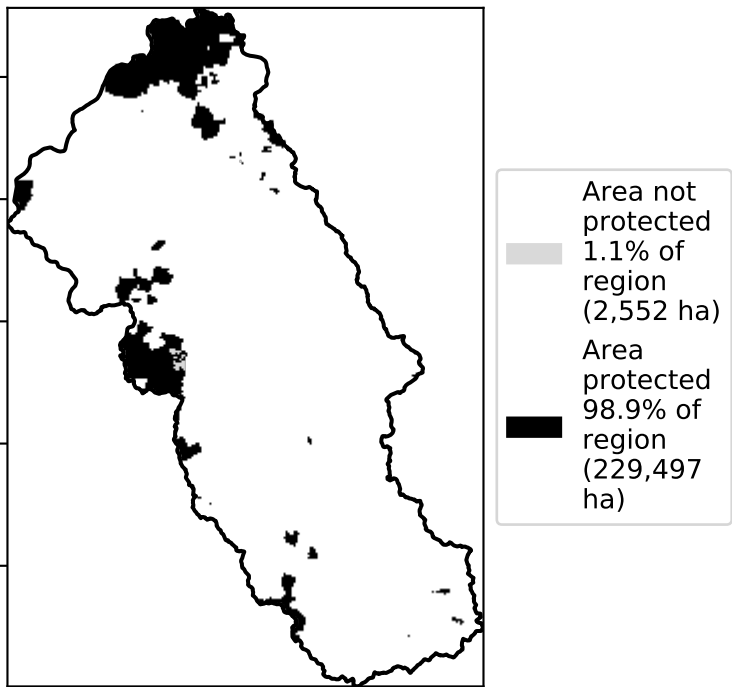 Area not
protected
1.1% of
region
(2,552 ha)
Area
protected
98.9% of
region
(229,497
ha)